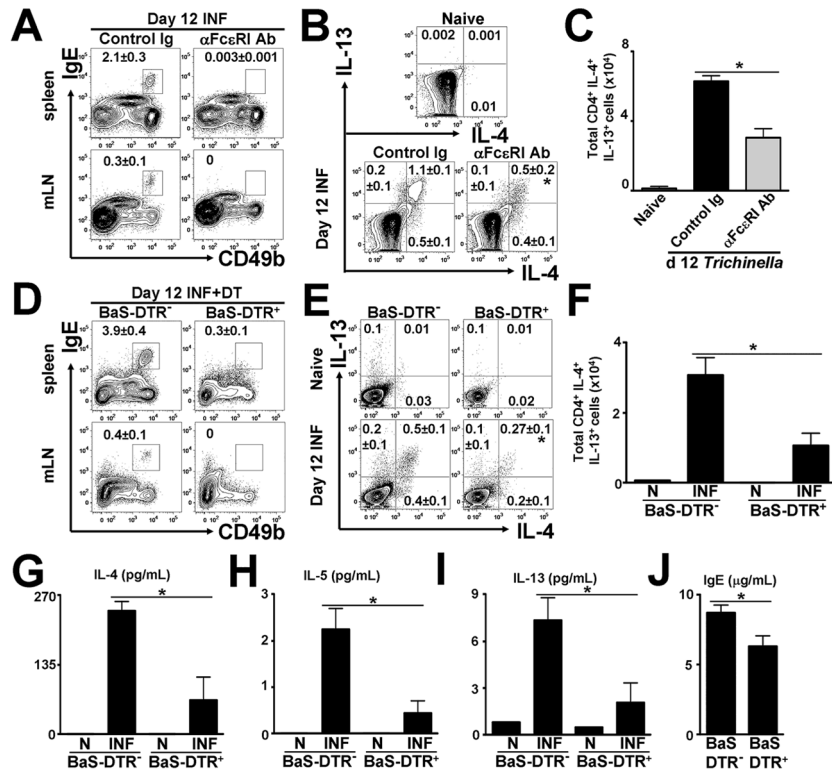 A
Day 12 INF
Control Ig
αFcεRI Ab
IgE
spleen
2.1±0.3
0.003±0.001
mLN
0.3±0.1
0
CD49b
B
Naive
IL-13
0.002
0.001
0.01
IL-4
Control Ig
αFcεRI Ab
Day 12 INF
0.2
±0.1
1.1±0.1
0.5±0.1
0.1
±0.1
0.5±0.2
*
0.4±0.1
IL-4
C
Total CD4⁺ IL-4⁺
IL-13⁺ cells (x10⁴)
8
4
0
*
Naive
Control Ig
αFcεRI Ab
d 12 Trichinella
D
Day 12 INF+DT
BaS-DTR⁻
BaS-DTR⁺
IgE
spleen
3.9±0.4
0.3±0.1
mLN
0.4±0.1
0
CD49b
E
BaS-DTR⁻
BaS-DTR⁺
IL-13
Naive
0.1
0.01
0.03
0.1
0.01
0.02
Day 12 INF
0.2
±0.1
0.5±0.1
0.4±0.1
0.1
±0.1
0.27±0.1
*
0.2±0.1
IL-4
F
Total CD4⁺ IL-4⁺
IL-13⁺ cells (x10⁴)
4
2
0
*
N INF N INF
BaS-DTR⁻ BaS-DTR⁺
G
IL-4 (pg/mL)
270
135
0
*
N INF N INF
BaS-DTR⁻ BaS-DTR⁺
H
IL-5 (pg/mL)
3
2
1
0
*
N INF N INF
BaS-DTR⁻ BaS-DTR⁺
I
IL-13 (pg/mL)
9
6
3
0
*
N INF N INF
BaS-DTR⁻ BaS-DTR⁺
J
IgE (μg/mL)
10
5
0
*
BaS BaS
DTR⁻ DTR⁺